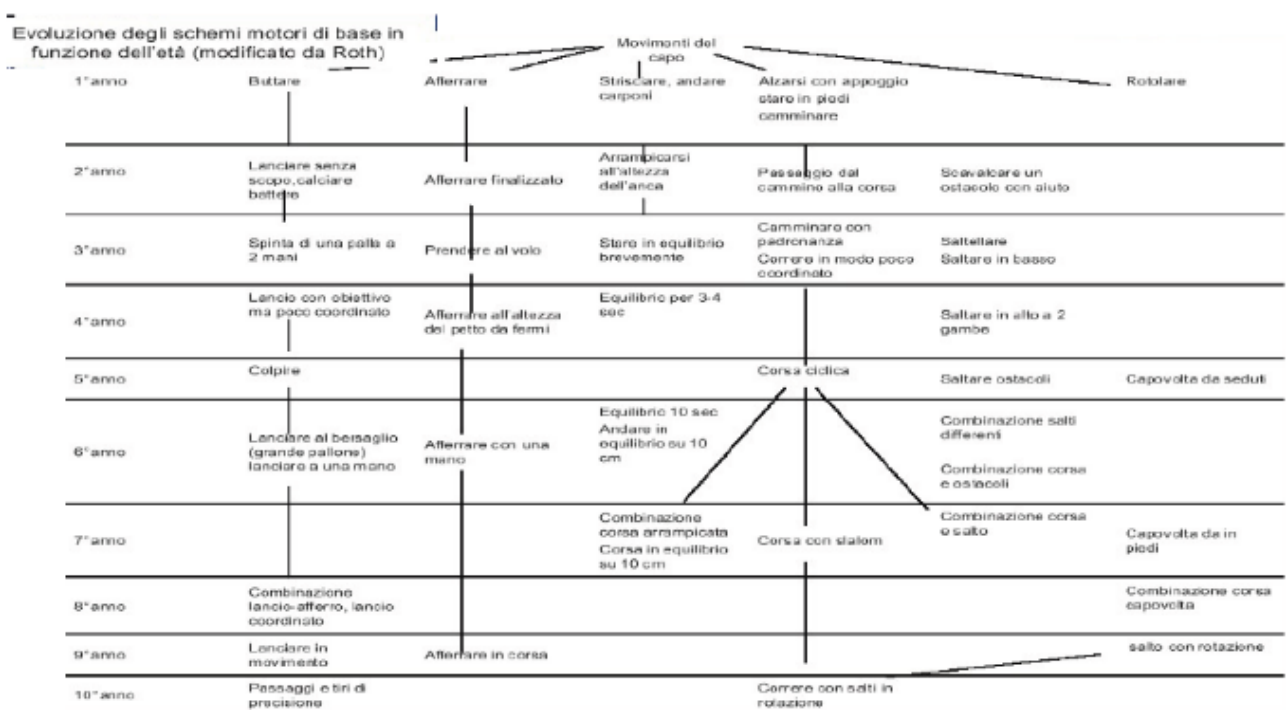 Evoluzione degli schemi motori di base in
funzione dell'età (modificato da Roth)
Movimenti del
capo
1°anno
Buttare
Afferrare
Strisciare, andare
carponi
Alzarsi con appoggio
stare in piedi
camminare
Rotolare
2°anno
Lanciare senza
scopo,calciare
battere
Afferrare finalizzato
Arrampicarsi
all'altezza
dell'anca
Passaggio dal
cammino alla corsa
Scavalcare un
ostacolo con aiuto
3°anno
Spinta di una palla a
2 mani
Prendere al volo
Stare in equilibrio
brevemente
Camminare con
padronanza
Correre in modo poco
coordinato
Saltellare
Saltare in basso
4°anno
Lancio con obiettivo
ma poco coordinato
Afferrare all'altezza
del petto da fermi
Equilibrio per 3-4
sec
Saltare in alto a 2
gambe
5°anno
Colpire
Corsa ciclica
Saltare ostacoli
Capovolta da seduti
6°anno
Lanciare al bersaglio
(grande pallone)
lanciare a una mano
Afferrare con una
mano
Equilibrio 10 sec
Andare in
equilibrio su 10
cm
Combinazione salti
differenti
Combinazione corsa
e ostacoli
7°anno
Combinazione
corsa arrampicata
Corsa in equilibrio
su 10 cm
Corsa con slalom
Combinazione corsa
e salto
Capovolta da in
piedi
8°anno
Combinazione
lancio-afferro, lancio
coordinato
Combinazione corsa
capovolta
9°anno
Lanciare in
movimento
Afferrare in corsa
salto con rotazione
10°anno
Passaggi e tiri di
precisione
Correre con salti in
rotazione